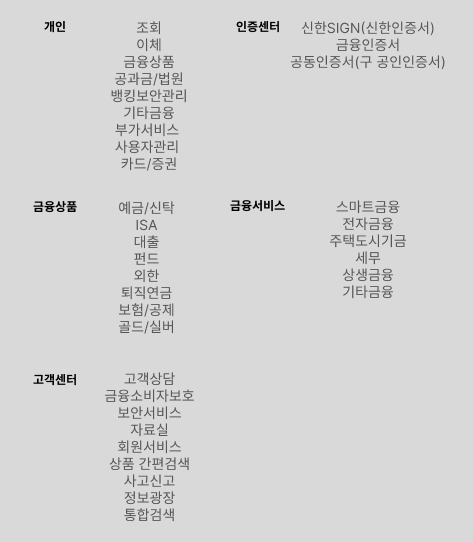 개인
조회
이체
금융상품
공과금/법원
뱅킹보안관리
기타금융
부가서비스
사용자관리
카드/증권
인증센터
신한SIGN(신한인증서)
금융인증서
공동인증서(구 공인인증서)
금융상품
예금/신탁
ISA
대출
펀드
외한
퇴직연금
보험/공제
골드/실버
금융서비스
스마트금융
전자금융
주택도시기금
세무
상생금융
기타금융
고객센터
고객상담
금융소비자보호
보안서비스
자료실
회원서비스
상품 간편검색
사고신고
정보광장
통합검색